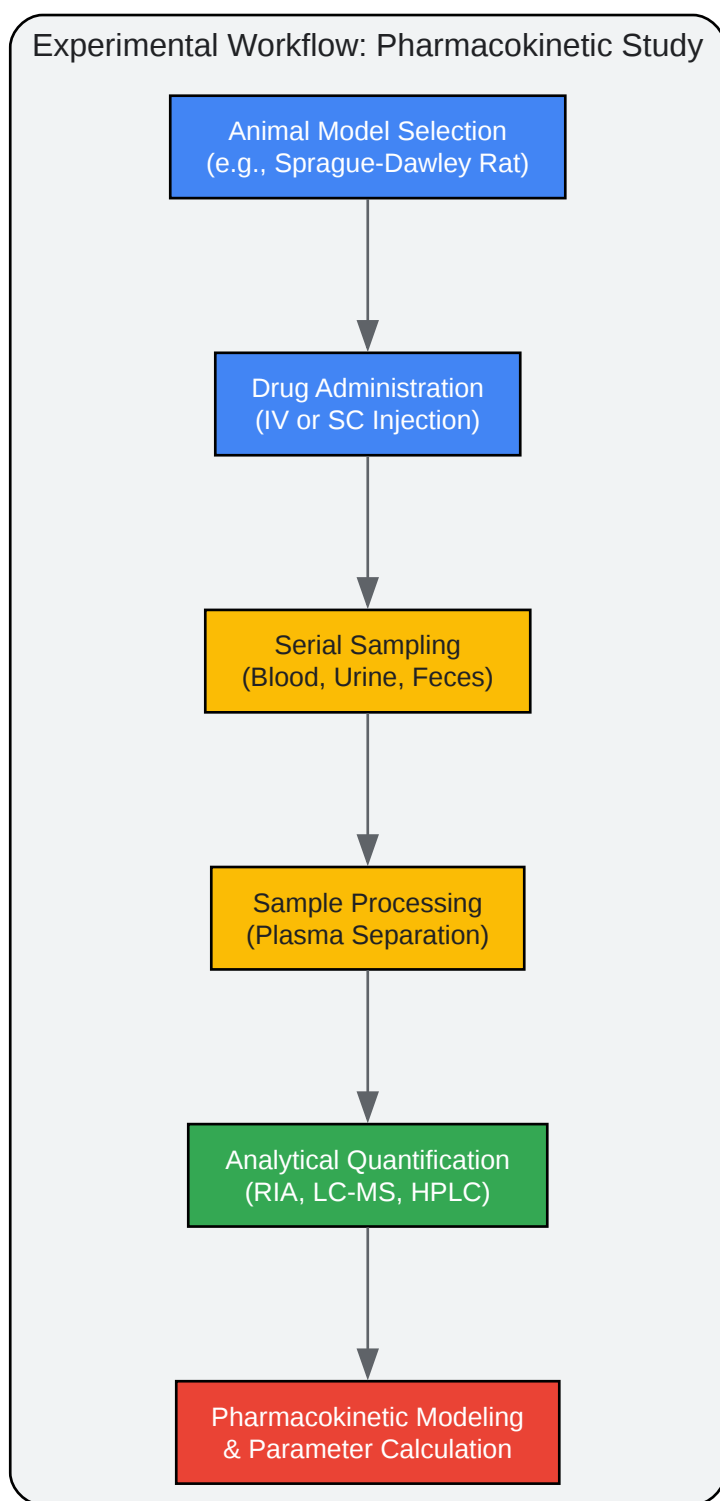 Experimental Workflow: Pharmacokinetic Study
Animal Model Selection
(e.g., Sprague-Dawley Rat)
Drug Administration
(IV or SC Injection)
Serial Sampling
(Blood, Urine, Feces)
Sample Processing
(Plasma Separation)
Analytical Quantification
(RIA, LC-MS, HPLC)
Pharmacokinetic Modeling
& Parameter Calculation